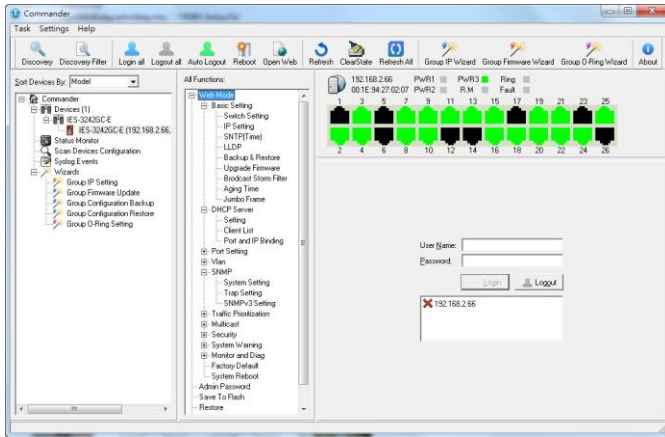 Commander
Task Settings Help
Discovery Discovery Filter Login all Logout all Auto Logout Reboot Open Web Refresh ClearState Refresh All Group IP Wizard Group Firmware Wizard Group O-Ring Wizard About
Sort Devices By: Model
Commander
Devices (1)
IES-3242GC-E
IES-3242GC-E (192.168.2.66,
Status Monitor
Scan Devices Configuration
Syslog Events
Wizards
Group IP Setting
Group Firmware Update
Group Configuration Backup
Group Configuration Restore
Group O-Ring Setting
All Functions:
Web Mode
Basic Setting
Switch Setting
IP Setting
SNTP(Time)
LLDP
Backup & Restore
Upgrade Firmware
Brodcast Storm Filter
Aging Time
Jumbo Frame
DHCP Server
Setting
Client List
Port and IP Binding
Port Setting
Vlan
SNMP
System Setting
Trap Setting
SNMPv3 Setting
Traffic Prioritization
Multicast
Security
System Warning
Monitor and Diag
Factory Default
System Reboot
Admin Password
Save To Flash
Restore
192.168.2.66 PWR1 PWR3 Ring
00:1E:94:27:02:07 PWR2 R.M Fault
1 3 5 7 9 11 13 15 17 19 21 23 25
2 4 6 8 10 12 14 16 18 20 22 24 26
User Name:
Password:
Login Logout
192.168.2.66